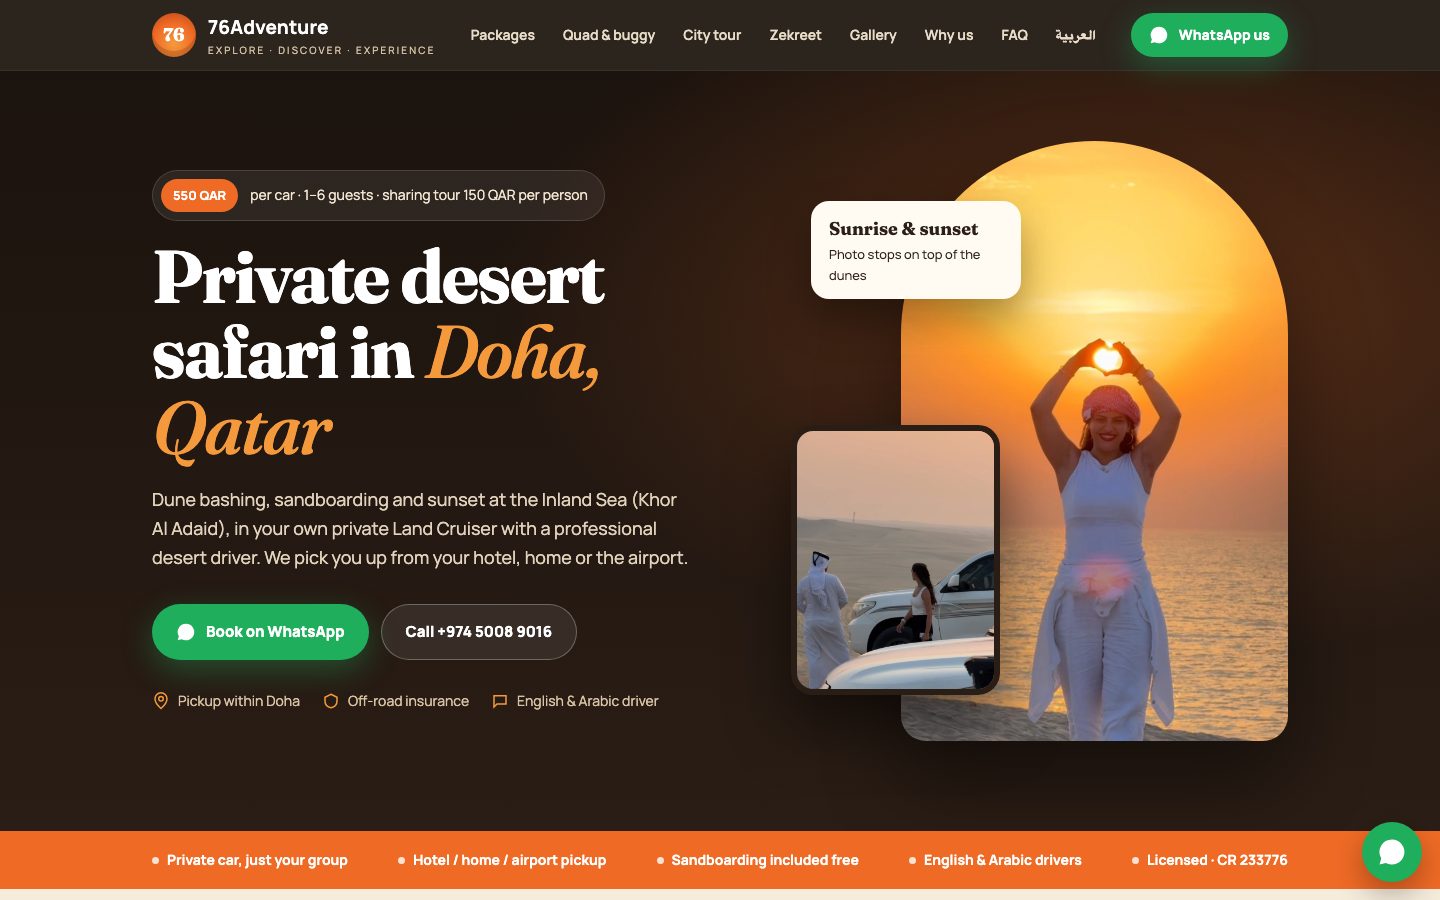 76
76Adventure
EXPLORE · DISCOVER · EXPERIENCE
Packages
Quad & buggy
City tour
Zekreet
Gallery
Why us
FAQ
العربية
WhatsApp us
550 QAR
per car · 1–6 guests · sharing tour 150 QAR per person
Private desert
safari in Doha,
Qatar
Dune bashing, sandboarding and sunset at the Inland Sea (Khor
Al Adaid), in your own private Land Cruiser with a professional
desert driver. We pick you up from your hotel, home or the airport.
Book on WhatsApp
Call +974 5008 9016
Pickup within Doha
Off-road insurance
English & Arabic driver
Sunrise & sunset
Photo stops on top of the
dunes
Private car, just your group
Hotel / home / airport pickup
Sandboarding included free
English & Arabic drivers
Licensed · CR 233776